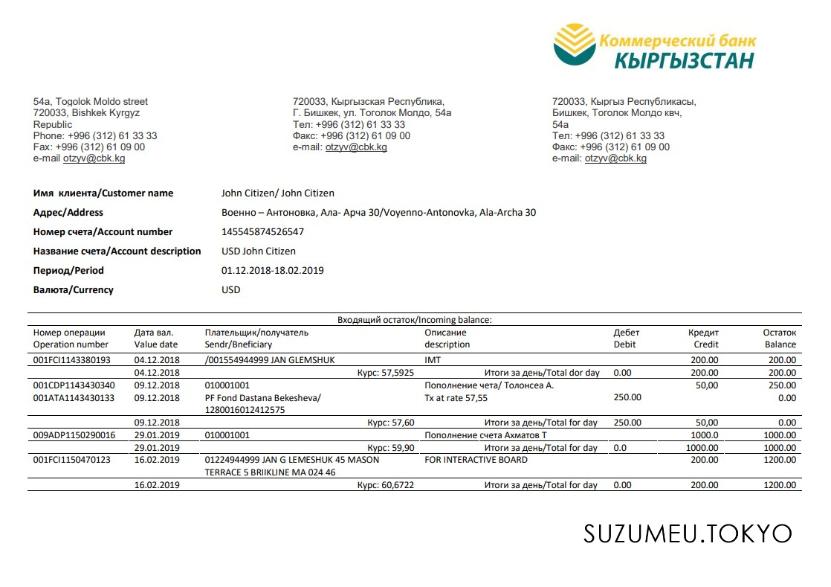 Коммерческий банк
КЫРГЫЗСТАН
54a, Togolok Moldo street
720033, Bishkek Kyrgyz
Republic
Phone: +996 (312) 61 33 33
Fax: +996 (312) 61 09 00
e-mail otzyv@cbk.kg
720033, Кыргызская Республика,
Г. Бишкек, ул. Тоголок Молдо, 54а
Тел: +996 (312) 61 33 33
Факс: +996 (312) 61 09 00
e-mail: otzyv@cbk.kg
720033, Кыргыз Республикасы,
Бишкек, Тоголок Молдо квч,
54а
Тел: +996 (312) 61 33 33
Факс: +996 (312) 61 09 00
e-mail: otzyv@cbk.kg
Имя клиента/Customer name John Citizen/ John Citizen
Адрес/Address Военно – Антоновка, Ала- Арча 30/Voyenno-Antonovka, Ala-Archa 30
Номер счета/Account number 145545874526547
Название счета/Account description USD John Citizen
Период/Period 01.12.2018-18.02.2019
Валюта/Currency USD
Входящий остаток/Incoming balance:
Номер операции Дата вал. Плательщик/получатель Описание Дебет Кредит Остаток
Operation number Value date Sendr/Bneficiary description Debit Credit Balance
001FCI1143380193 04.12.2018 /001554944999 JAN GLEMSHUK IMT 200.00 200.00
04.12.2018 Курс: 57,5925 Итоги за день/Total dor day 0.00 200.00 200.00
001CDP1143430340 09.12.2018 010001001 Пополнение чета/ Толонсеа А. 50,00 250.00
001ATA1143430133 09.12.2018 PF Fond Dastana Bekesheva/ Tx at rate 57,55 250.00 0.00
1280016012412575
09.12.2018 Курс: 57,60 Итоги за день/Total for day 250.00 50,00 0.00
009ADP1150290016 29.01.2019 010001001 Пополнение счета Ахматов Т 1000.0 1000.00
29.01.2019 Курс: 59,90 Итоги за день/Total for day 0.0 1000.00 1000.00
001FCI1150470123 16.02.2019 01224944999 JAN G LEMESHUK 45 MASON FOR INTERACTIVE BOARD 200.00 1200.00
TERRACE 5 BRIIKLINE MA 024 46
16.02.2019 Курс: 60,6722 Итоги за день/Total for day 0.00 200.00 1200.00
SUZUMEU.TOKYO